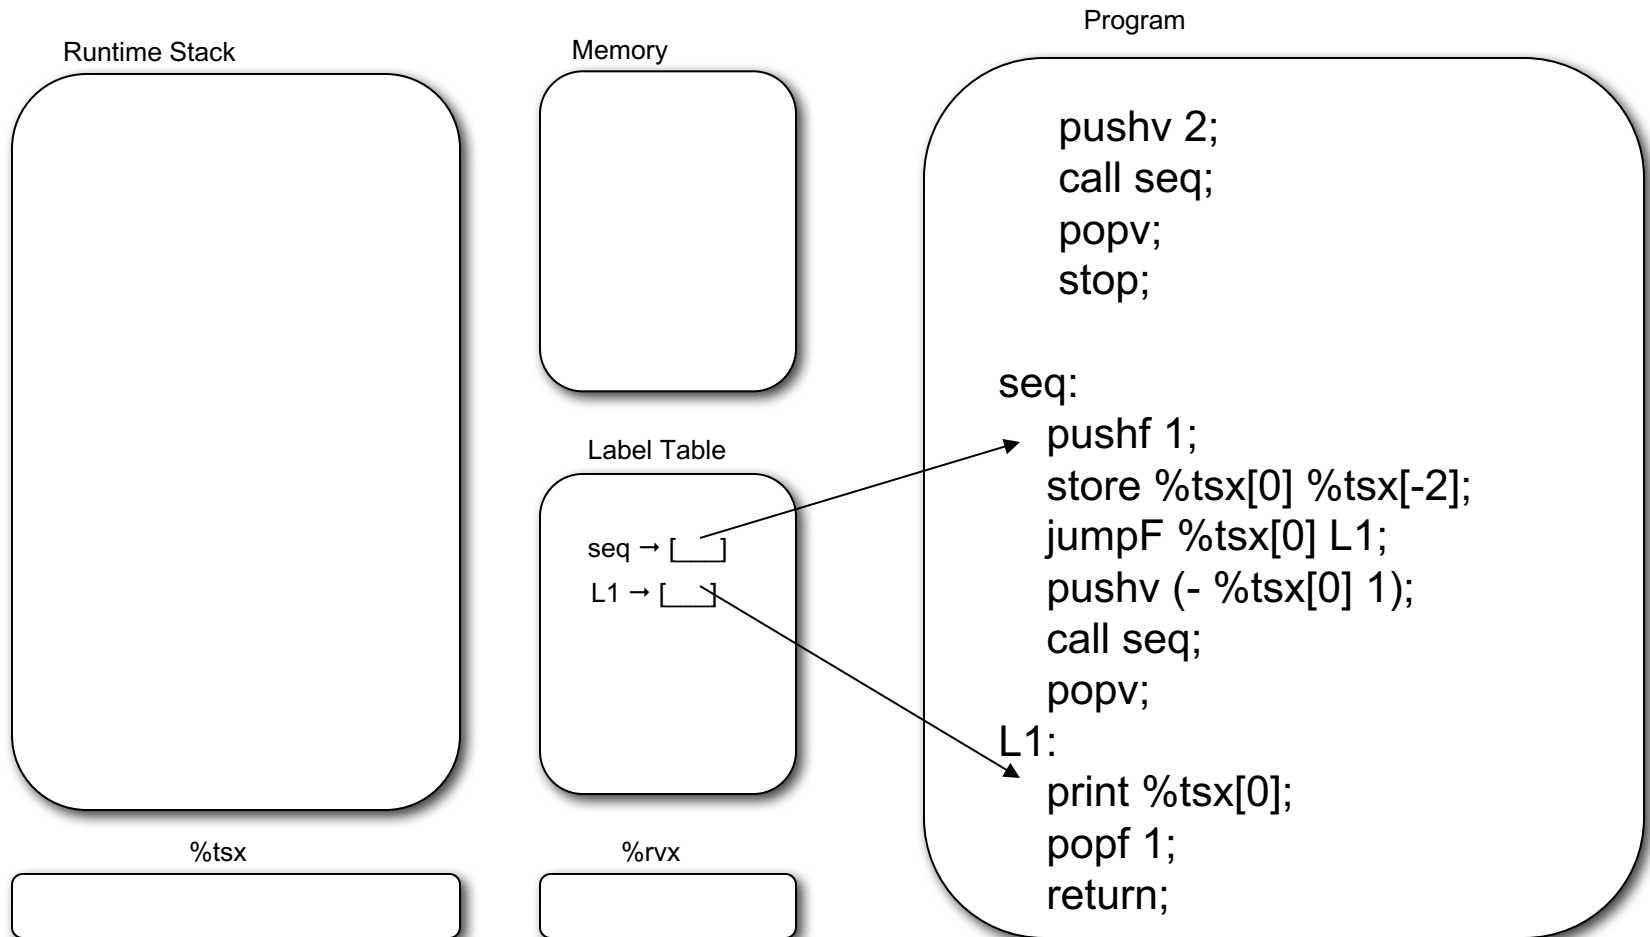 Runtime Stack
Memory
Label Table
seq → [___]
L1 → [___]
%tsx
%rvx
Program
pushv 2;
call seq;
popv;
stop;
seq:
pushf 1;
store %tsx[0] %tsx[-2];
jumpF %tsx[0] L1;
pushv (- %tsx[0] 1);
call seq;
popv;
L1:
print %tsx[0];
popf 1;
return;